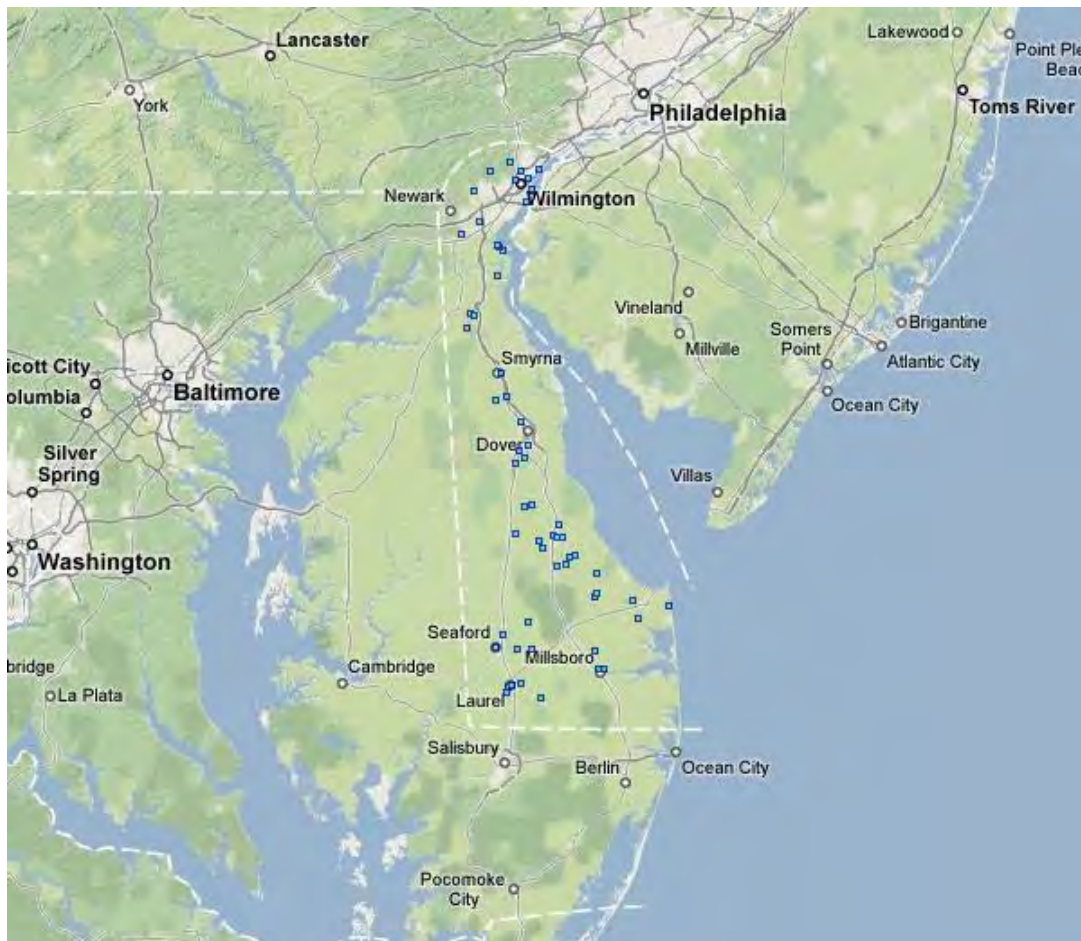 Lakewood
Lancaster
Point Ple
Beac
York
Philadelphia
Toms River
Newark
Wilmington
Vineland
Somers
Point
Brigantine
Millville
Smyrna
Atlantic City
icott City
Baltimore
olumbia
Ocean City
Dover
Silver
Spring
Villas
Washington
Seaford
Millsboro
bridge
Cambridge
La Plata
Laurel
Salisbury
Berlin
Ocean City
Pocomoke
City